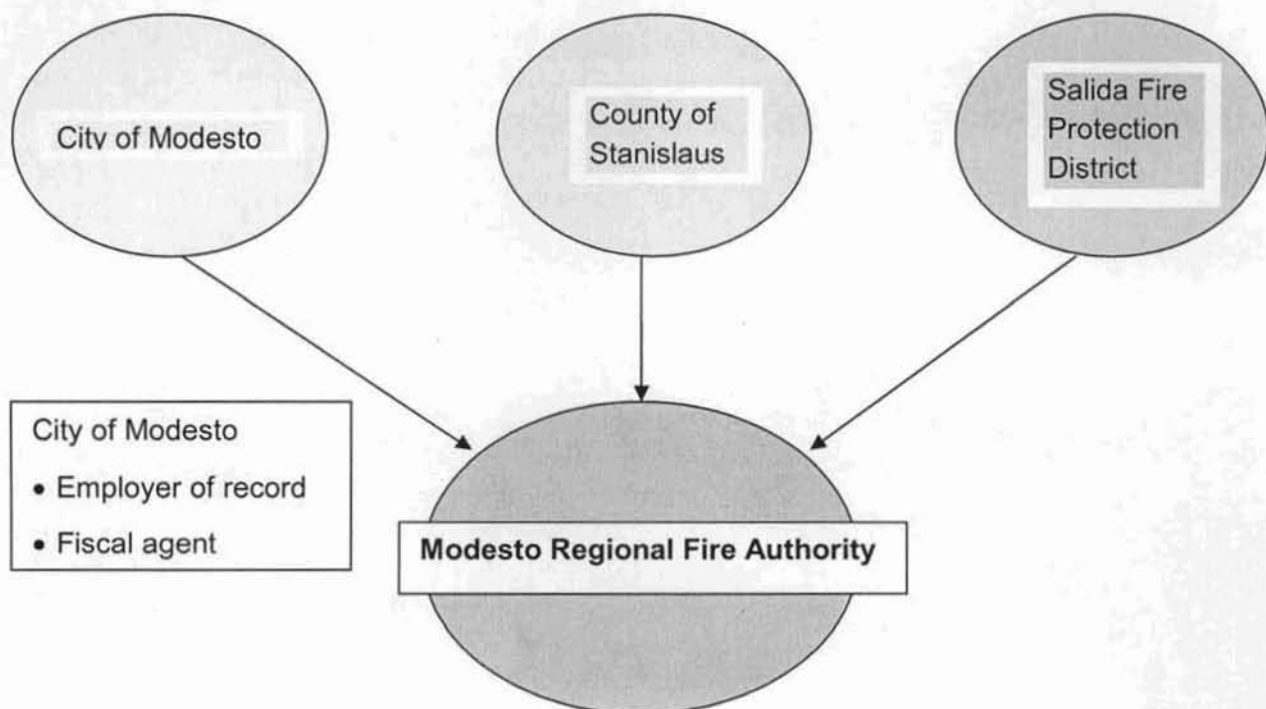 City of Modesto
County of
Stanislaus
Salida Fire
Protection
District
City of Modesto
• Employer of record
• Fiscal agent
Modesto Regional Fire Authority